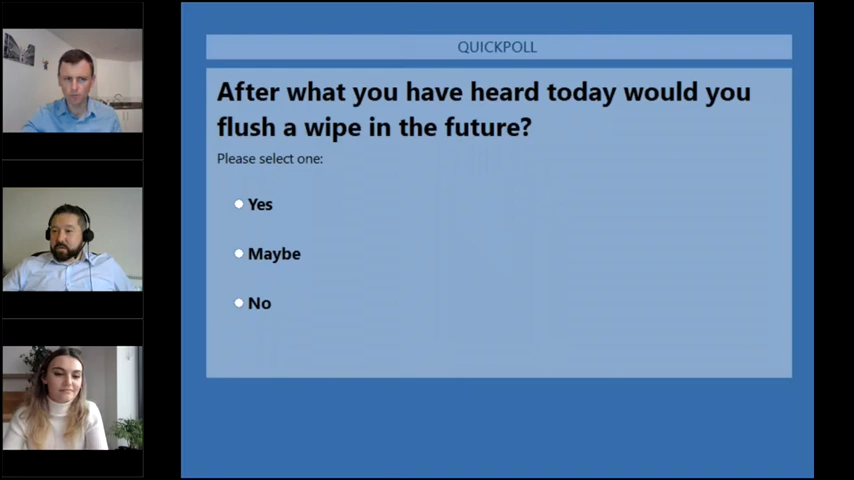 QUICKPOLL
After what you have heard today would you
flush a wipe in the future?
Please select one:
Yes
Maybe
No